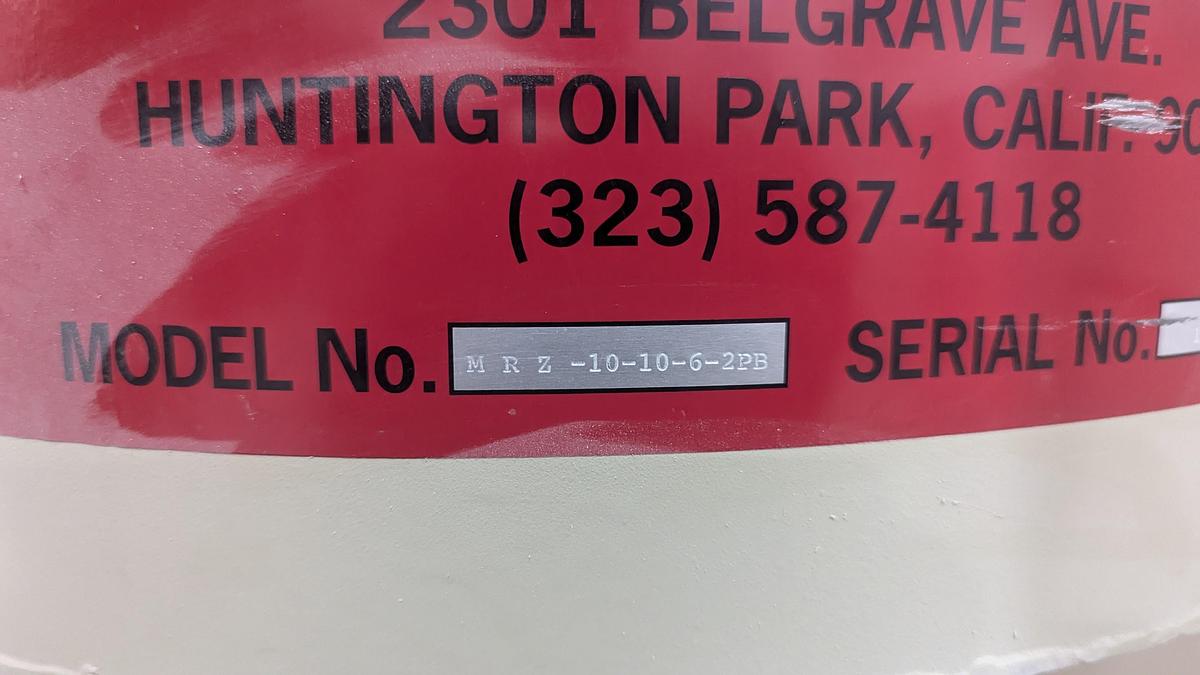 2301 BELGRAVE AVE.
HUNTINGTON PARK, CALIF.
(323) 587-4118
MODEL No. M R Z -10-10-6-2PB SERIAL No.